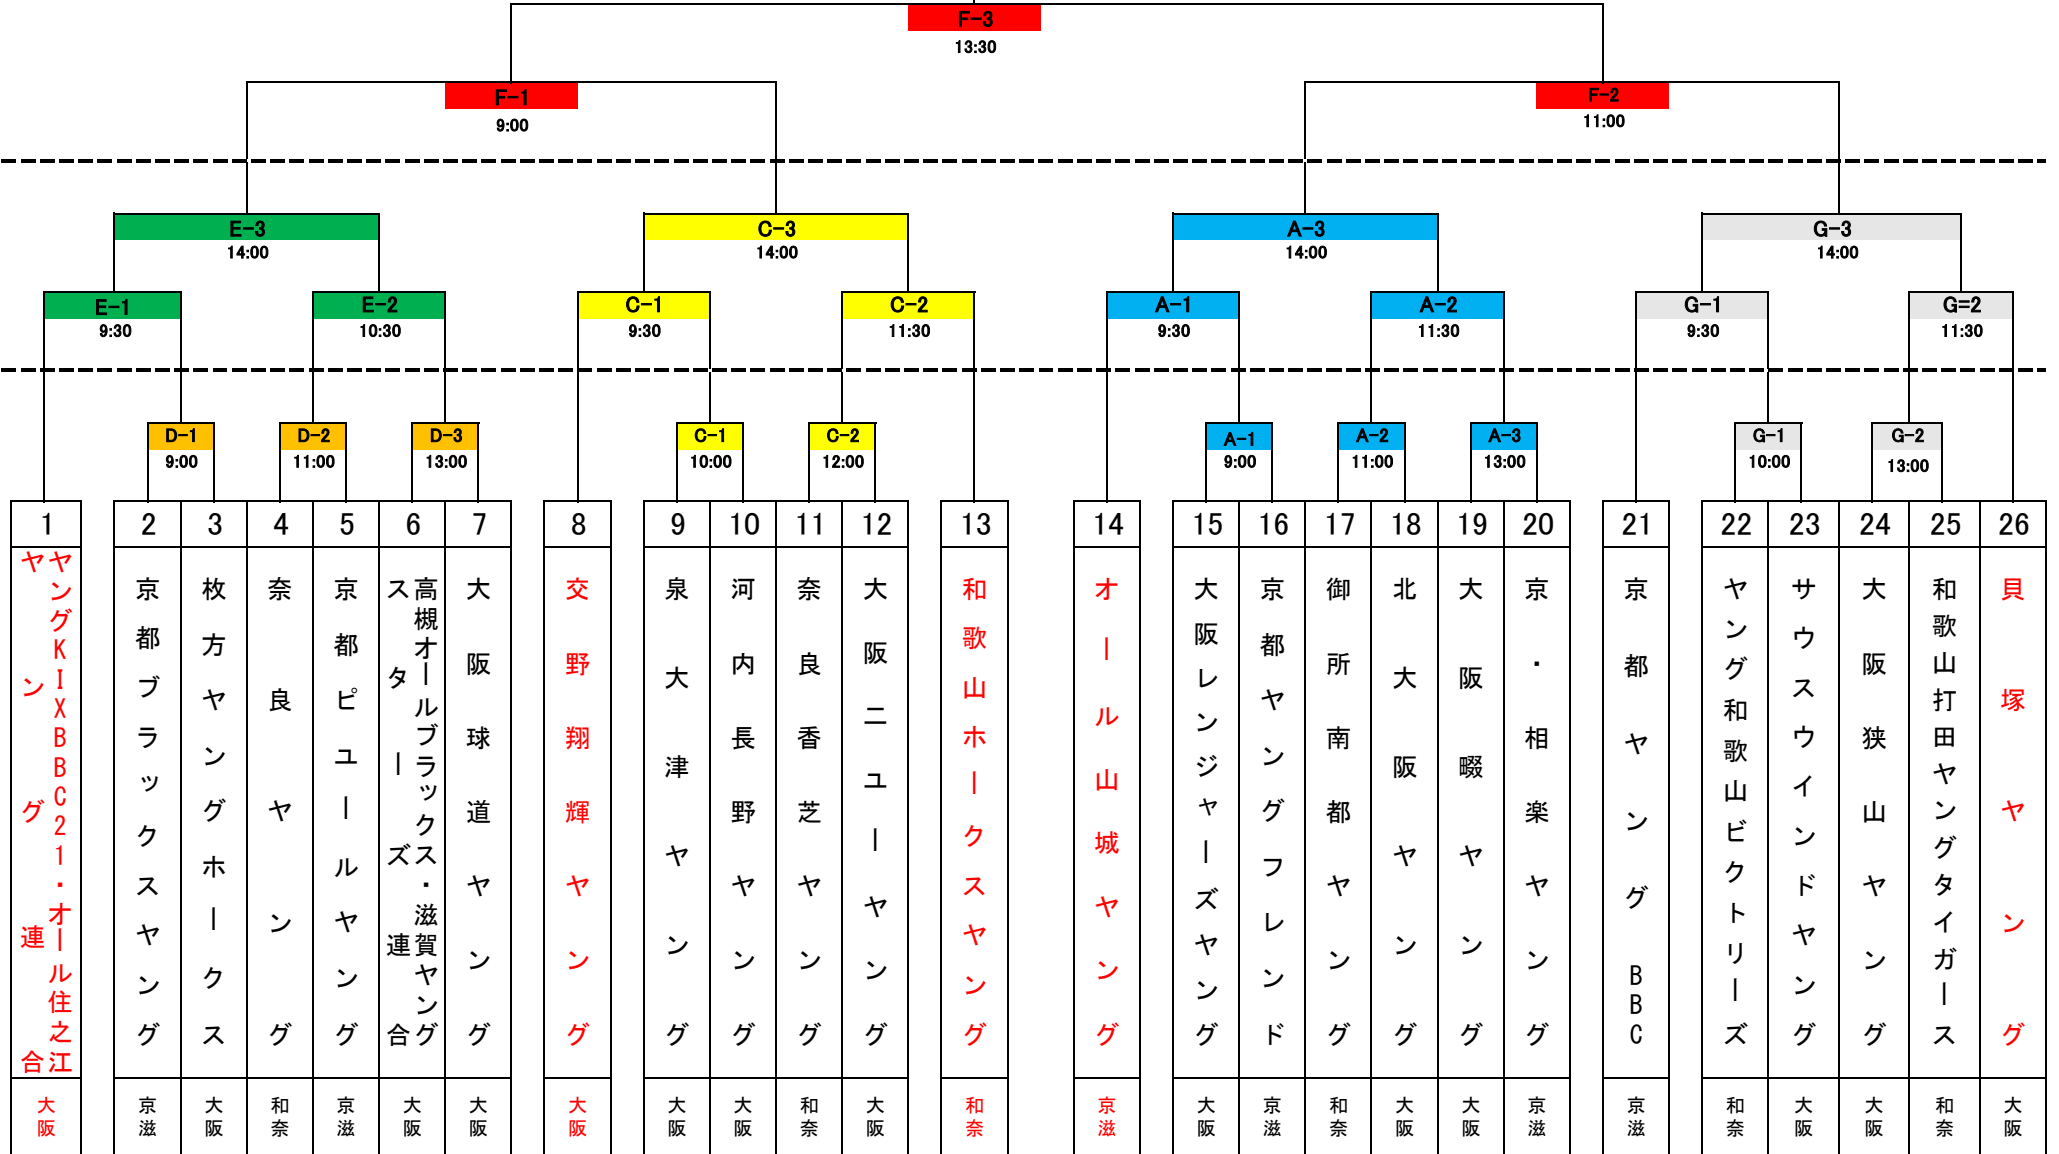 F-3
13:30
F-1
F-2
9:00
11:00
E-3
C-3
A-3
G-3
14:00
14:00
14:00
14:00
E-1
E-2
C-1
C-2
A-1
A-2
G-1
G=2
9:30
10:30
9:30
11:30
9:30
11:30
9:30
11:30
D-1
D-2
D-3
C-1
C-2
A-1
A-2
A-3
G-1
G-2
9:00
11:00
13:00
10:00
12:00
9:00
11:00
13:00
10:00
13:00
1
ヤングKIXBBC21・オール住之江
ヤング連合
大阪
2
京都ブラックスヤング
京滋
3
枚方ヤングホークス
大阪
4
奈良ヤング
和奈
5
京都ピユールヤング
京滋
6
高槻オールブラックス・滋賀ヤング
スターズ連合
大阪
7
大阪球道ヤング
大阪
8
交野翔輝ヤング
大阪
9
泉大津ヤング
大阪
10
河内長野ヤング
大阪
11
奈良香芝ヤング
和奈
12
大阪ニユーヤング
大阪
13
和歌山ホークスヤング
和奈
14
オール山城ヤング
京滋
15
大阪レンジャーズヤング
大阪
16
京都ヤングフレンド
京滋
17
御所南都ヤング
和奈
18
北大阪ヤング
大阪
19
大阪畷ヤング
大阪
20
京・相楽ヤング
京滋
21
京都ヤングBBC
京滋
22
ヤング和歌山ビクトリーズ
和奈
23
サウスウインドヤング
大阪
24
大阪狭山ヤング
大阪
25
和歌山打田ヤングタイガース
和奈
26
貝塚ヤング
大阪